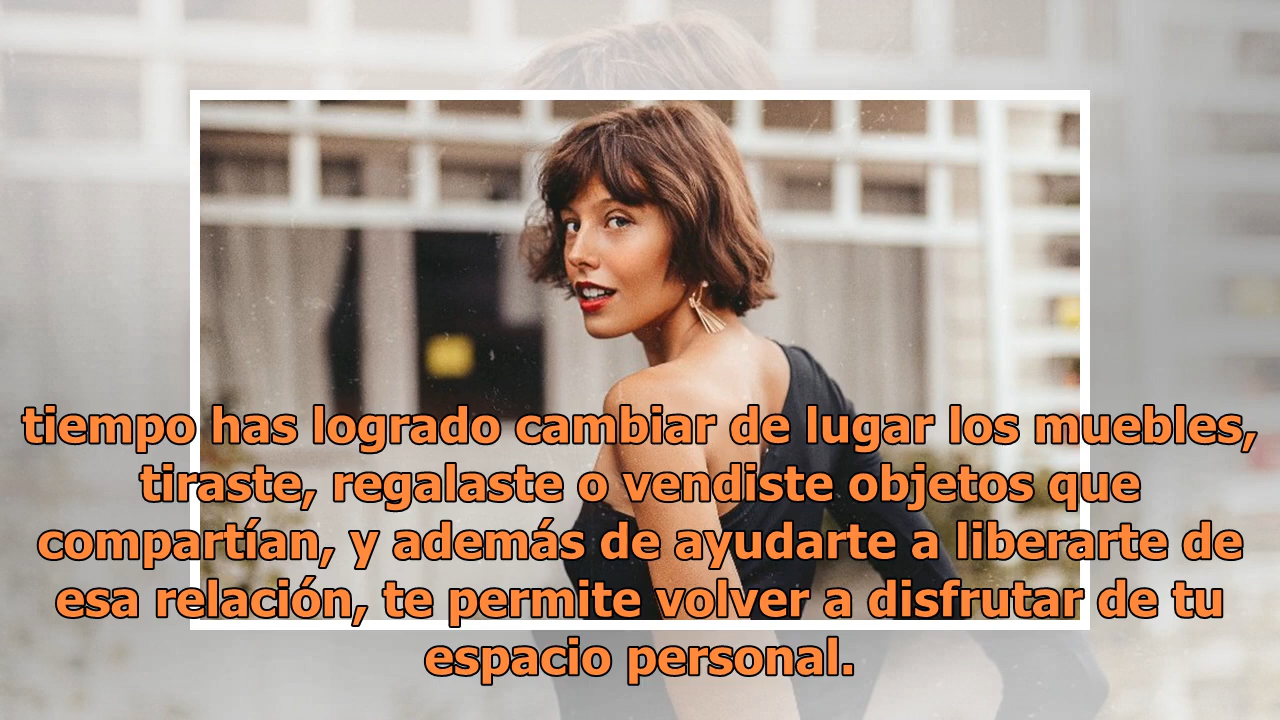 tiempo has logrado cambiar de lugar los muebles,
tiraste, regalaste o vendiste objetos que
compartían, y además de ayudarte a liberarte de
esa relación, te permite volver a disfrutar de tu
espacio personal.